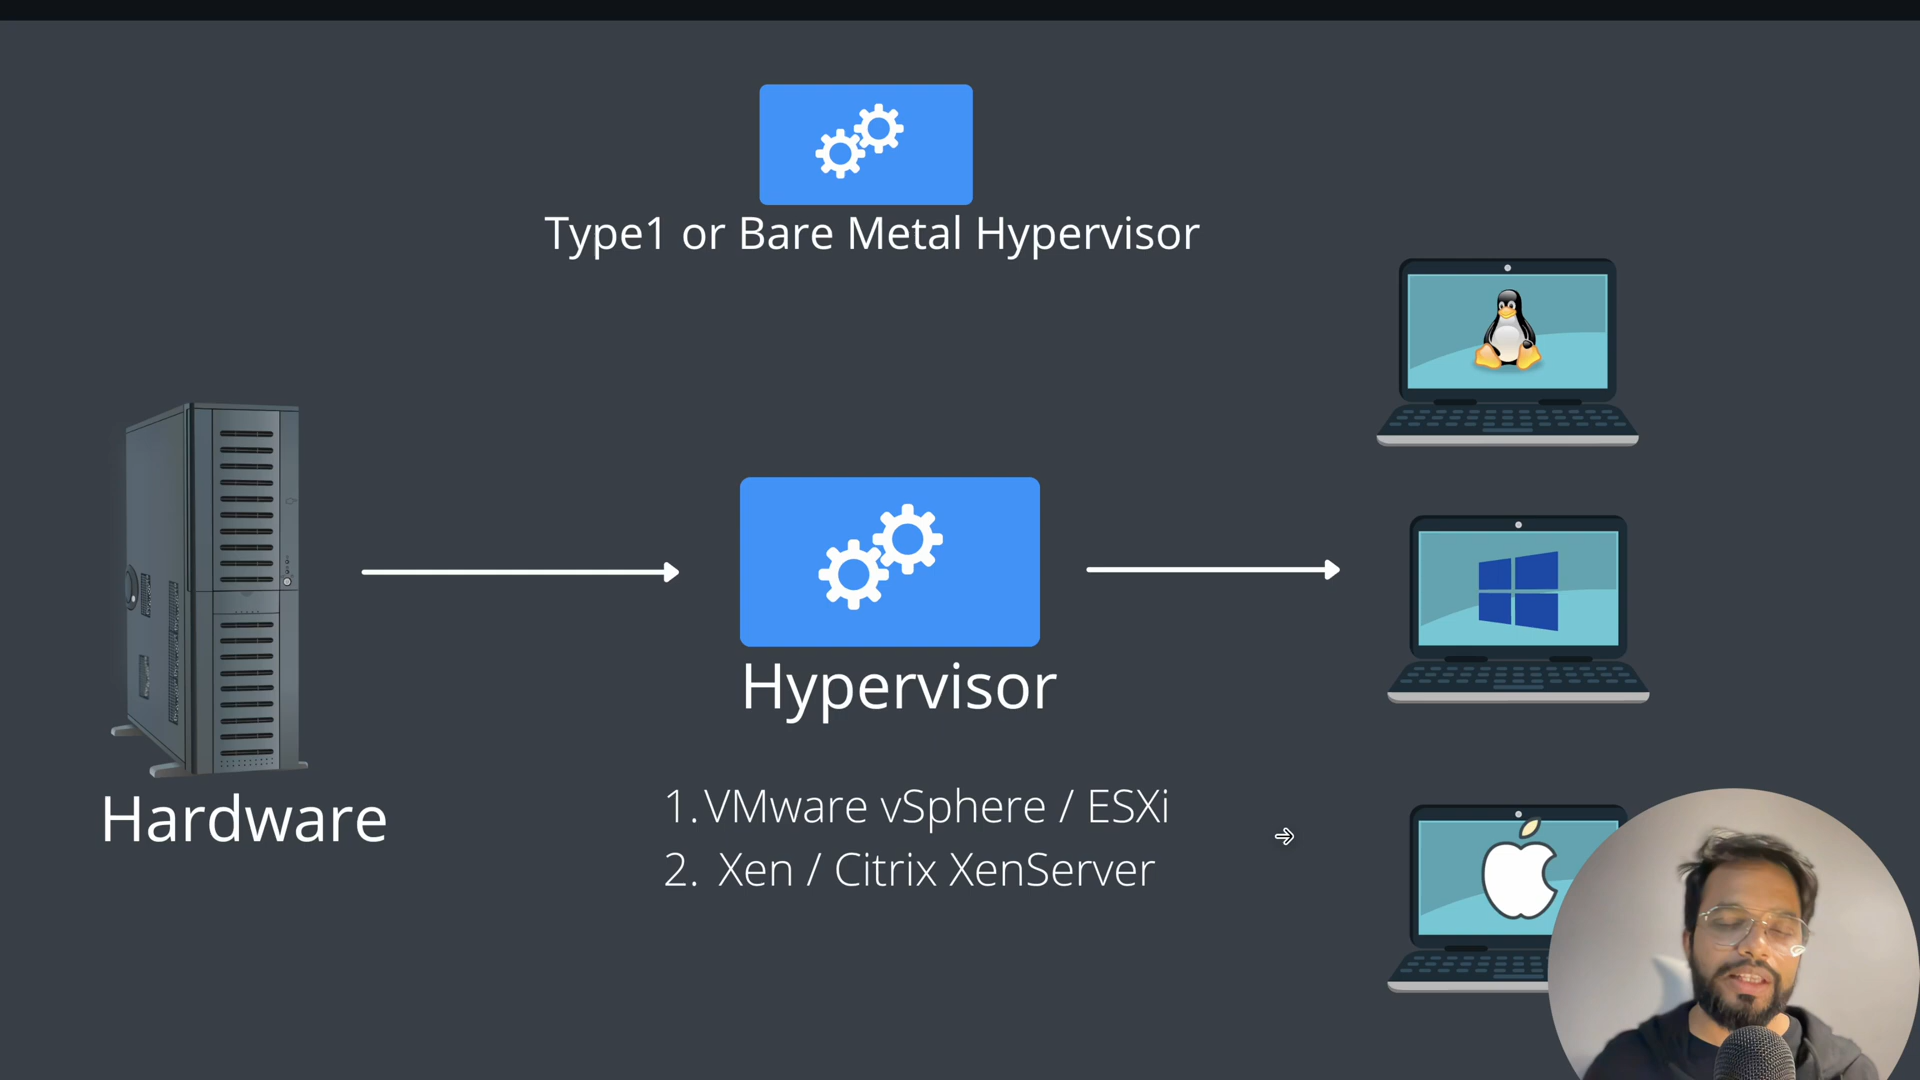 Type1 or Bare Metal Hypervisor
Hypervisor
Hardware
1. VMware vSphere / ESXi
2. Xen / Citrix XenServer